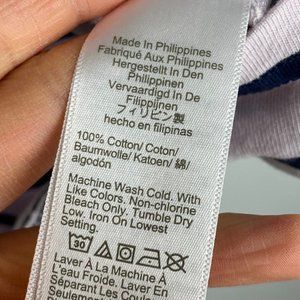 Made In Philippines
Fabriqué Aux Philippines
Hergestellt In Den
Philippinen
Vervaardigd In De
Filippijnen
フィリピン製
hecho en filipinas
100% Cotton/ Coton/
Baumwolle/ Katoen/ 綿/
algodón
Machine Wash Cold. With
Like Colors. Non-chlorine
Bleach Only. Tumble Dry
Low. Iron On Lowest
Setting.
30
Laver À La Machine À
L'eau Froide. Laver
Seulement